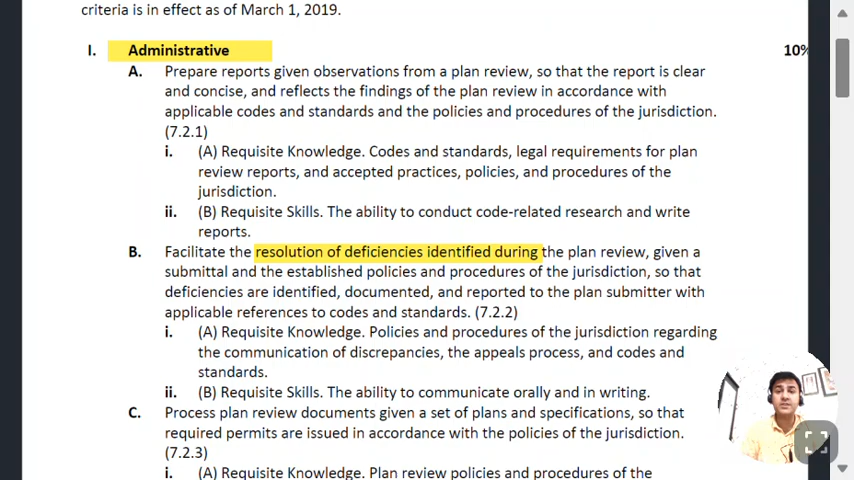 criteria is in effect as of March 1, 2019.
I. Administrative 10%
A. Prepare reports given observations from a plan review, so that the report is clear
and concise, and reflects the findings of the plan review in accordance with
applicable codes and standards and the policies and procedures of the jurisdiction.
(7.2.1)
i. (A) Requisite Knowledge. Codes and standards, legal requirements for plan
review reports, and accepted practices, policies, and procedures of the
jurisdiction.
ii. (B) Requisite Skills. The ability to conduct code-related research and write
reports.
B. Facilitate the resolution of deficiencies identified during the plan review, given a
submittal and the established policies and procedures of the jurisdiction, so that
deficiencies are identified, documented, and reported to the plan submitter with
applicable references to codes and standards. (7.2.2)
i. (A) Requisite Knowledge. Policies and procedures of the jurisdiction regarding
the communication of discrepancies, the appeals process, and codes and
standards.
ii. (B) Requisite Skills. The ability to communicate orally and in writing.
C. Process plan review documents given a set of plans and specifications, so that
required permits are issued in accordance with the policies of the jurisdiction.
(7.2.3)
i. (A) Requisite Knowledge. Plan review policies and procedures of the